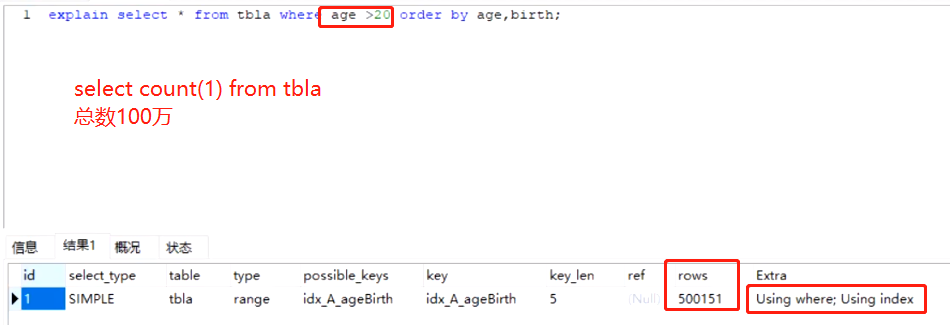 1 explain select * from tbla where age >20 order by age,birth;
select count(1) from tbla
总数100万
信息 结果1 概况 状态
id select_type table type possible_keys key key_len ref rows Extra
1 SIMPLE tbla range idx_A_ageBirth idx_A_ageBirth 5 (Null) 500151 Using where; Using index